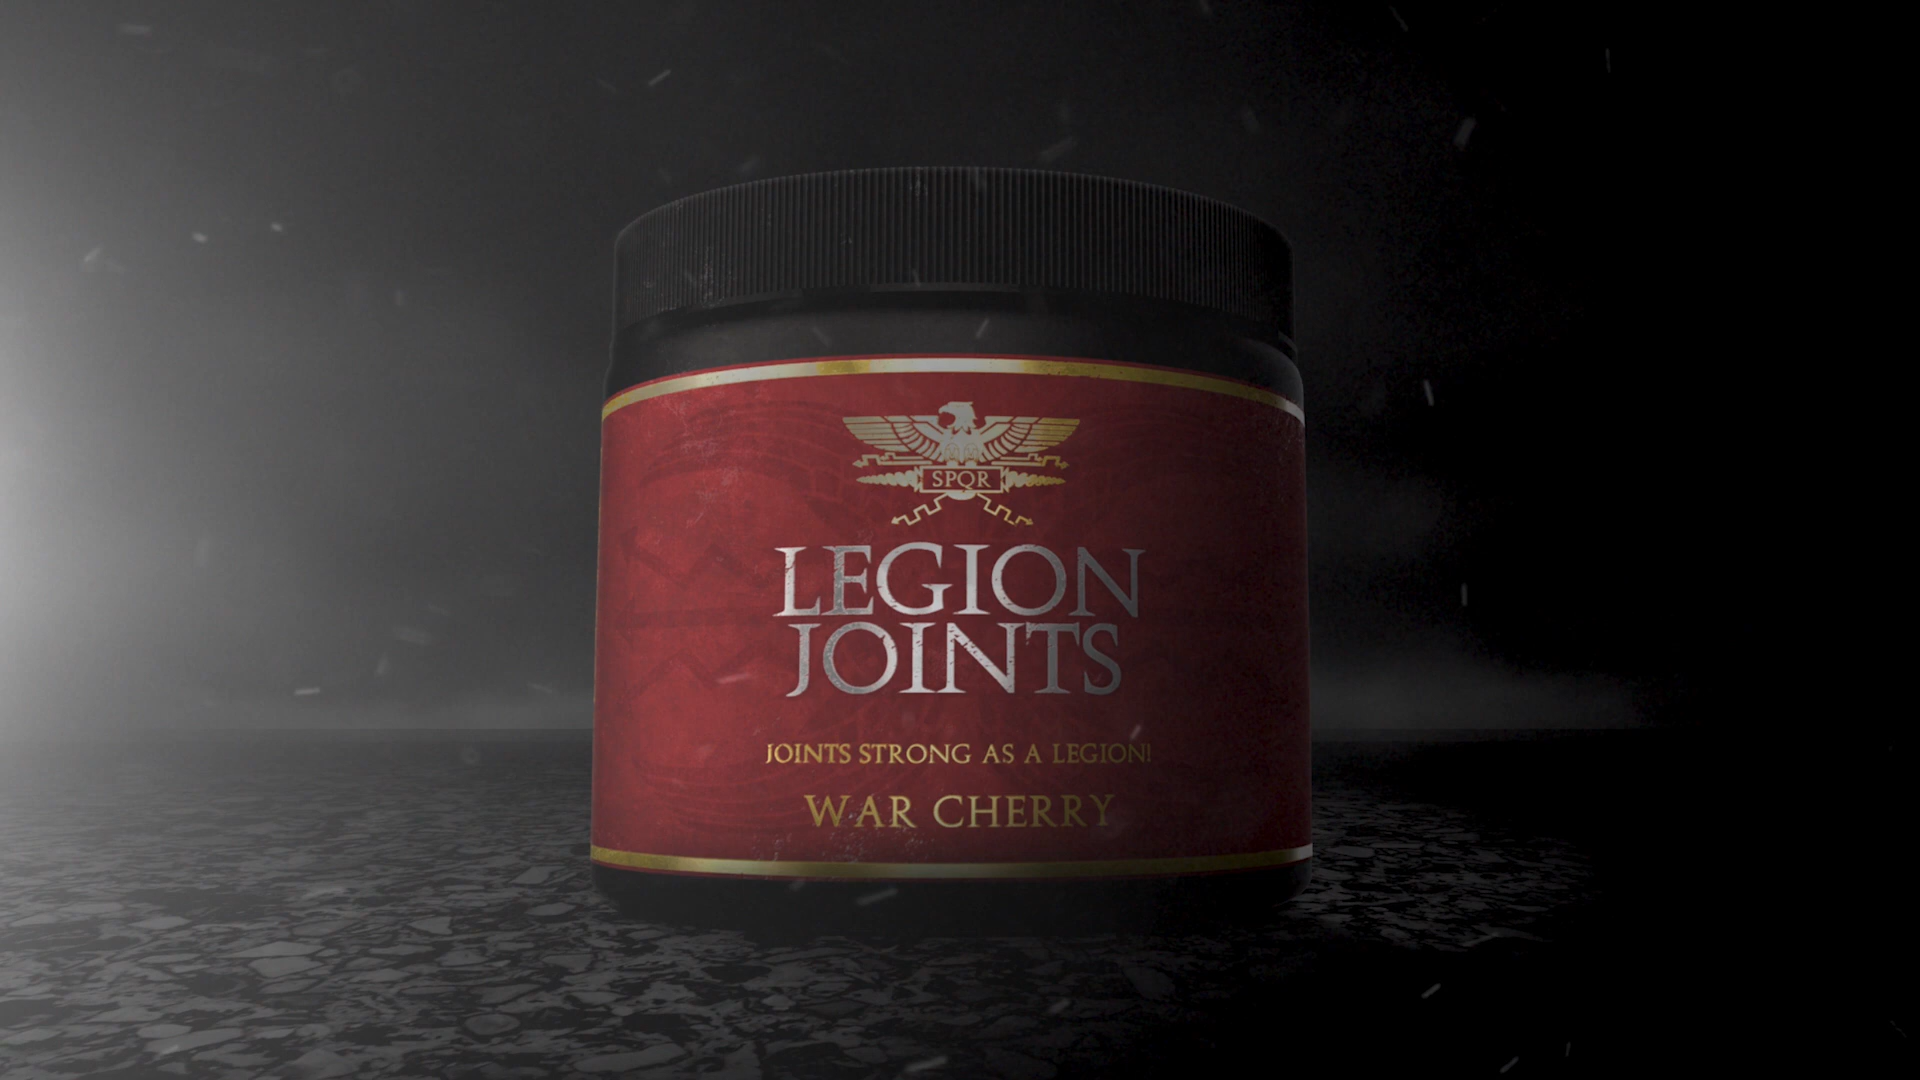 SPQR
LEGION
JOINTS
JOINTS STRONG AS A LEGION!
WAR CHERRY